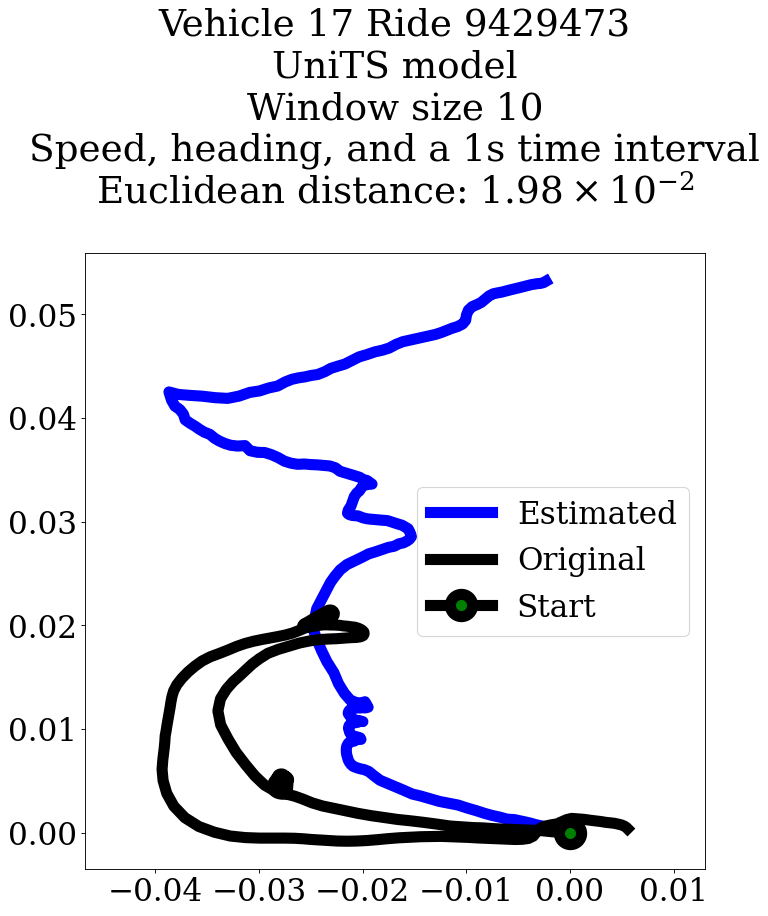 Vehicle 17 Ride 9429473
UniTS model
Window size 10
Speed, heading, and a 1s time interval
Euclidean distance: 1.98 × 10⁻²
0.05
0.04
0.03
0.02
0.01
0.00
Estimated
Original
Start
−0.04 −0.03 −0.02 −0.01 0.00 0.01